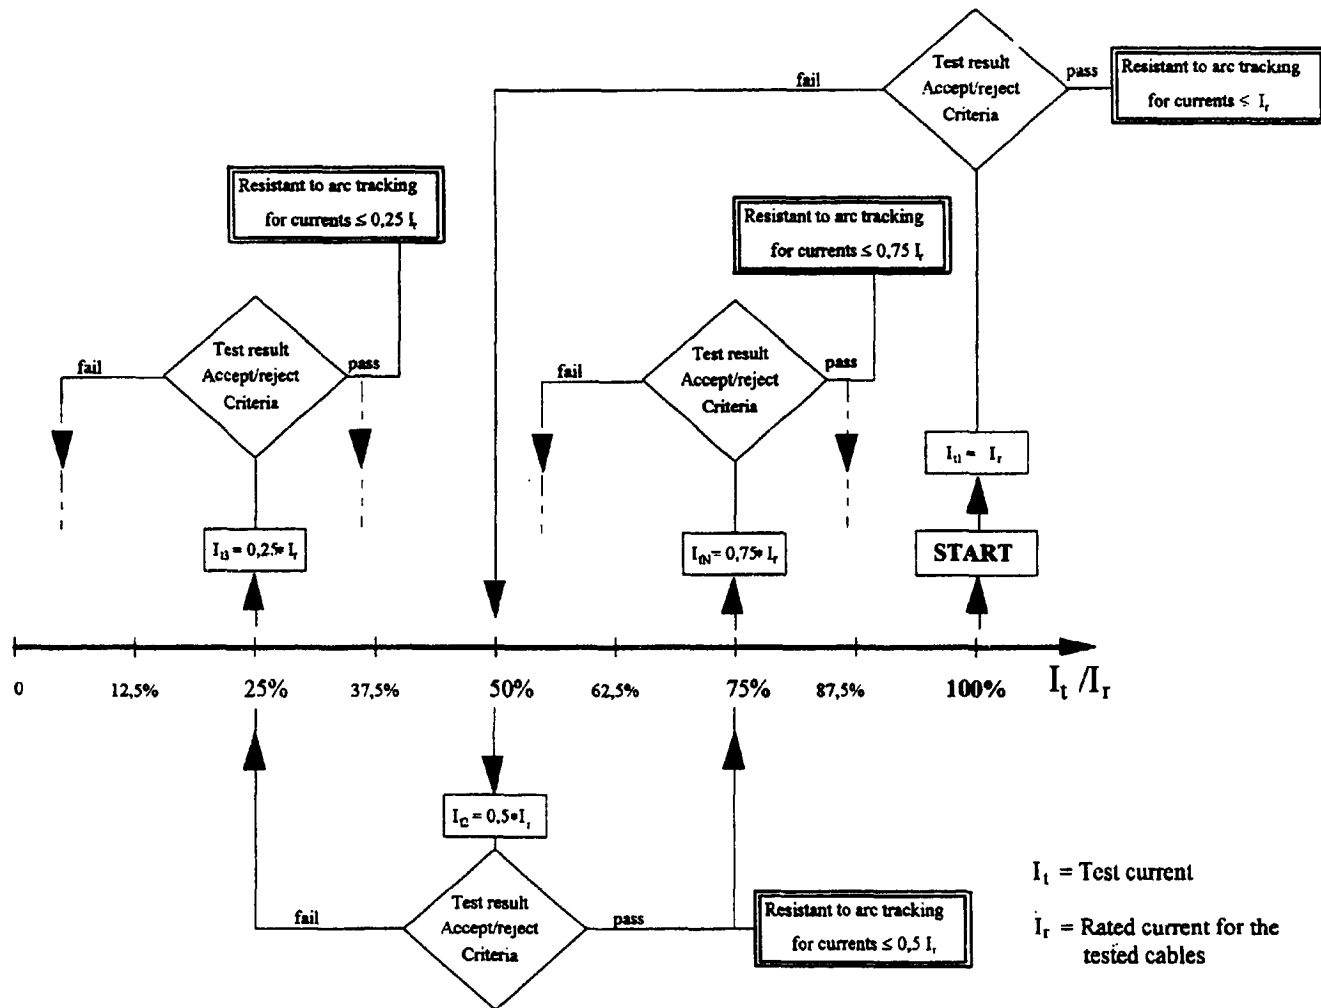 Test result
Accept/reject
Criteria
fail
pass
Resistant to arc tracking
for currents ≤ I_r
Resistant to arc tracking
for currents ≤ 0,25 I_r
Resistant to arc tracking
for currents ≤ 0,75 I_r
Test result
Accept/reject
Criteria
fail
pass
Test result
Accept/reject
Criteria
fail
pass
I_t1 = I_r
I_t3 = 0,25* I_r
I_tN = 0,75* I_r
START
0
12,5%
25%
37,5%
50%
62,5%
75%
87,5%
100%
I_t /I_r
I_t2 = 0,5*I_r
Test result
Accept/reject
Criteria
fail
pass
Resistant to arc tracking
for currents ≤ 0,5 I_r
I_t = Test current
I_r = Rated current for the
tested cables